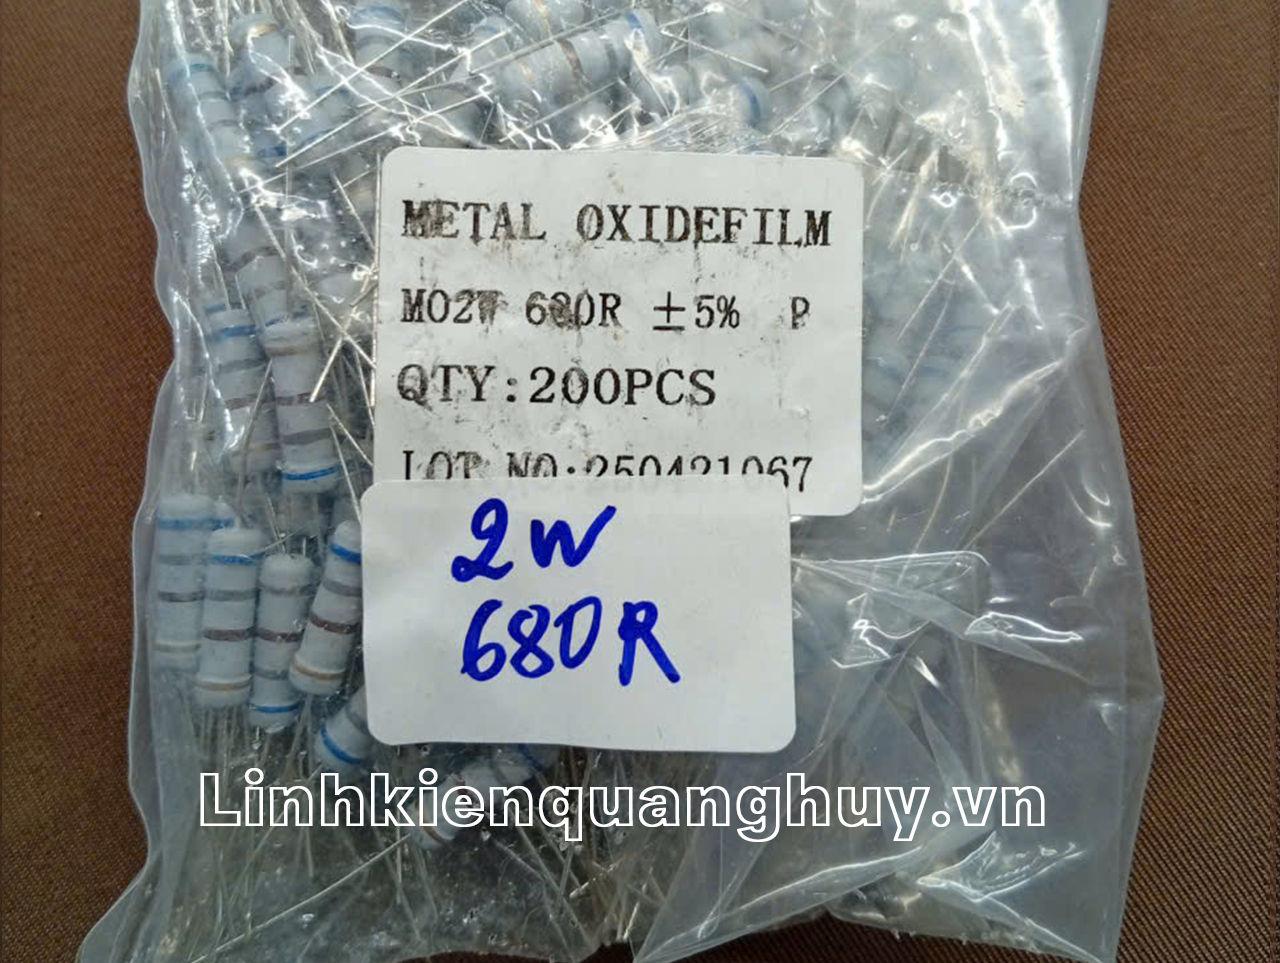 METAL OXIDEFILM
MO2W 680R ±5% P
QTY:200PCS
LOT NO:250421067
2W
680R
Linhkienquanghuy.vn